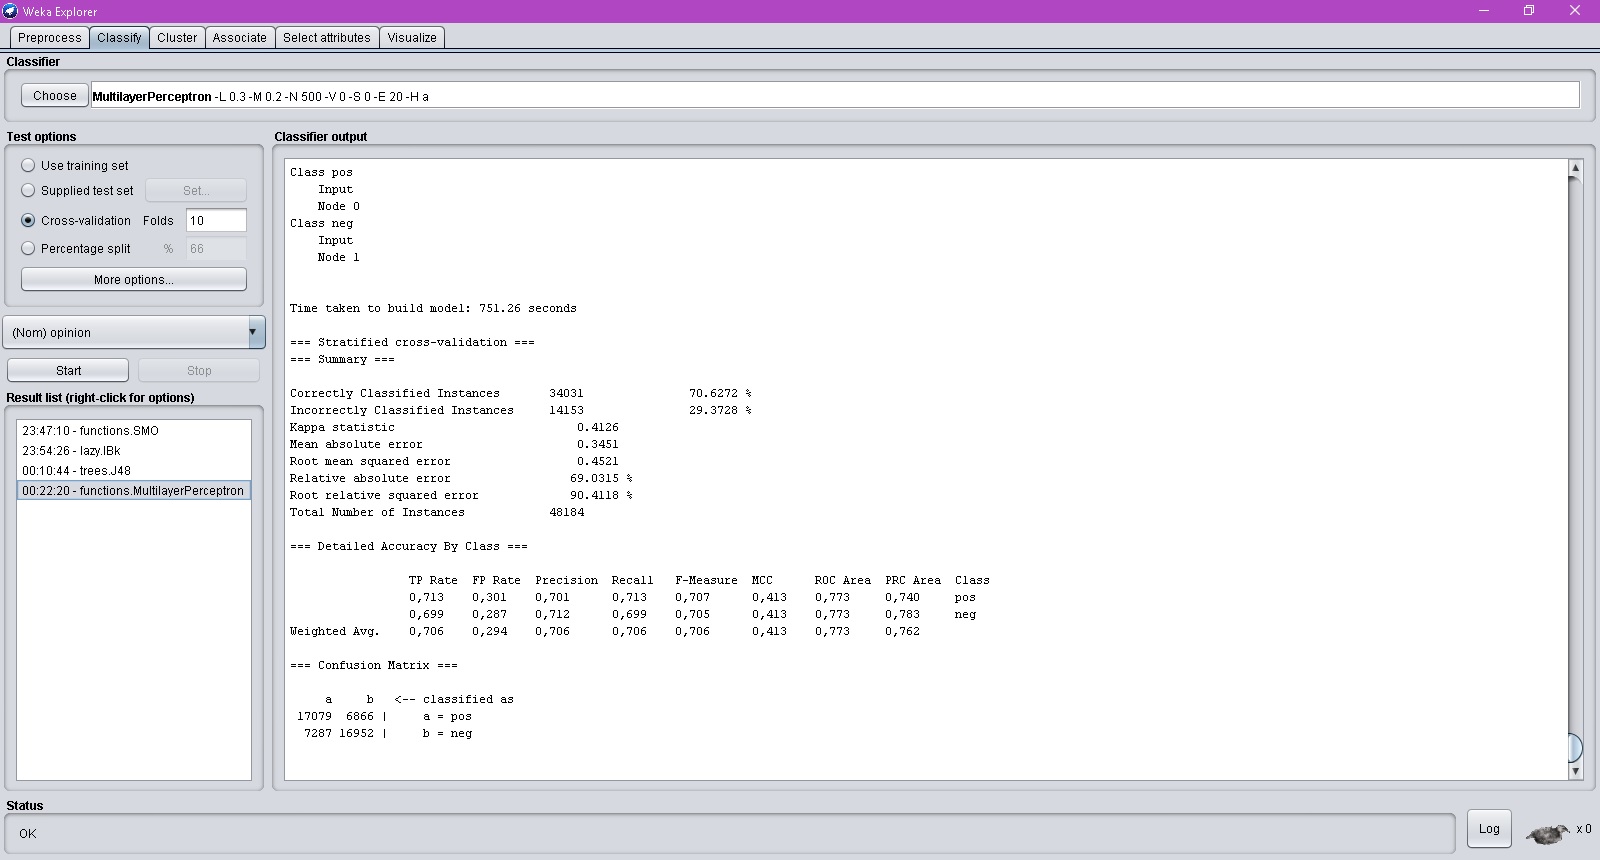 Weka Explorer
Preprocess Classify Cluster Associate Select attributes Visualize
Classifier
Choose MultilayerPerceptron -L 0.3 -M 0.2 -N 500 -V 0 -S 0 -E 20 -H a
Test options
Use training set
Supplied test set Set...
Cross-validation Folds 10
Percentage split % 66
More options...
(Nom) opinion
Start Stop
Result list (right-click for options)
23:47:10 - functions.SMO
23:54:26 - lazy.IBk
00:10:44 - trees.J48
00:22:20 - functions.MultilayerPerceptron
Classifier output
Class pos
Input
Node 0
Class neg
Input
Node 1
Time taken to build model: 751.26 seconds
=== Stratified cross-validation ===
=== Summary ===
Correctly Classified Instances 34031 70.6272 %
Incorrectly Classified Instances 14153 29.3728 %
Kappa statistic 0.4126
Mean absolute error 0.3451
Root mean squared error 0.4521
Relative absolute error 69.0315 %
Root relative squared error 90.4118 %
Total Number of Instances 48184
=== Detailed Accuracy By Class ===
TP Rate FP Rate Precision Recall F-Measure MCC ROC Area PRC Area Class
0,713 0,301 0,701 0,713 0,707 0,413 0,773 0,740 pos
0,699 0,287 0,712 0,699 0,705 0,413 0,773 0,783 neg
Weighted Avg. 0,706 0,294 0,706 0,706 0,706 0,413 0,773 0,762
=== Confusion Matrix ===
a b <-- classified as
17079 6866 | a = pos
7287 16952 | b = neg
Status
OK
Log x 0